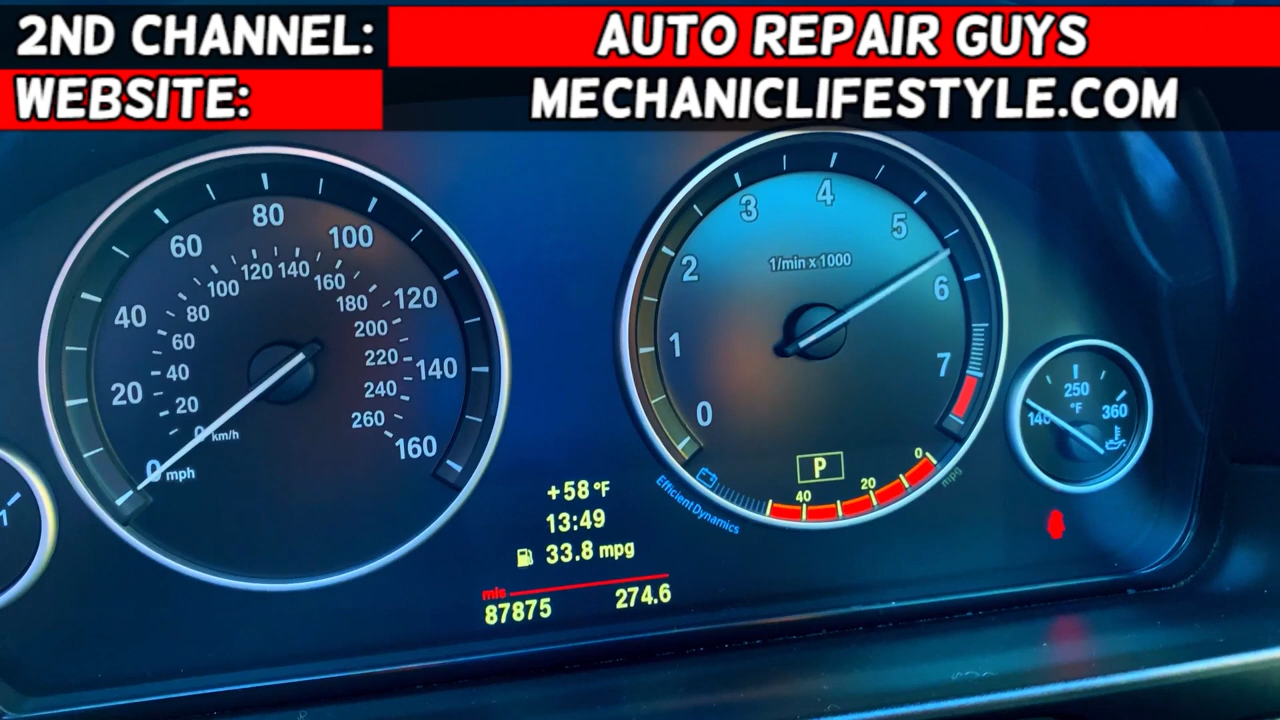 2ND CHANNEL: AUTO REPAIR GUYS
WEBSITE: MECHANICLIFESTYLE.COM
0 20 40 60 80 100 120 140 160
mph
0 20 40 60 80 100 120 140 160 180 200 220 240 260
km/h
0 1 2 3 4 5 6 7
1/min x 1000
P
40 20 0
mpg
EfficientDynamics
140 250 360
°F
+58 °F
13:49
33.8 mpg
mls
87875 274.6